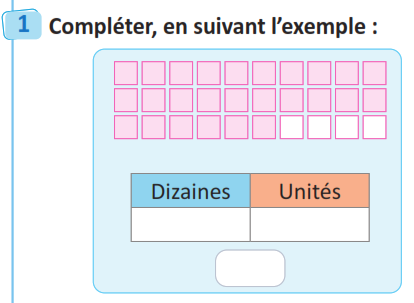 1 Compléter, en suivant l'exemple :
Dizaines Unités